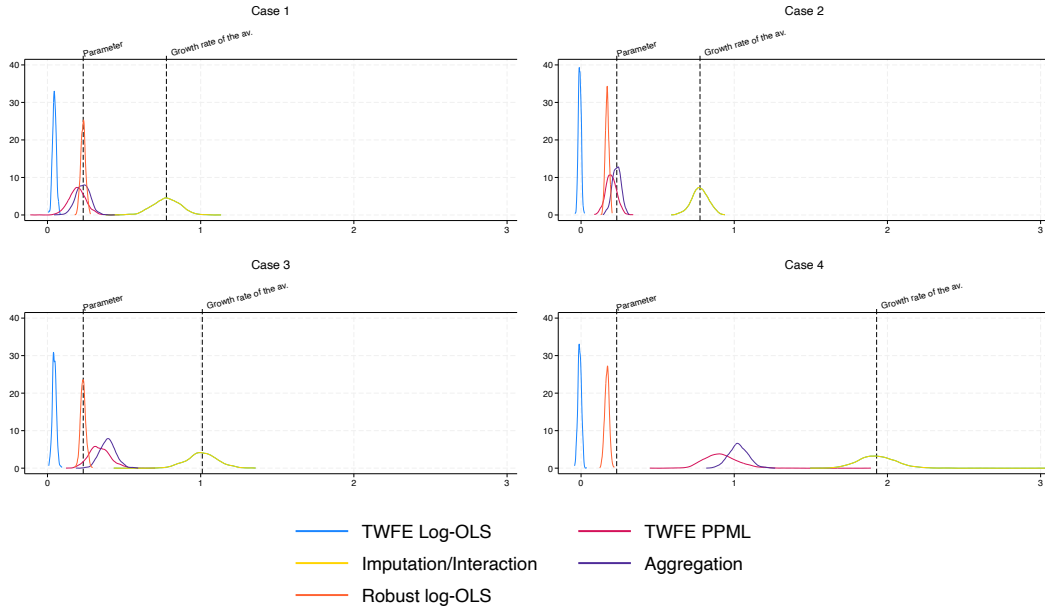 Case 1
Parameter
Growth rate of the av.
40
30
20
10
0
0
1
2
3
Case 2
Parameter
Growth rate of the av.
40
30
20
10
0
0
1
2
3
Case 3
Parameter
Growth rate of the av.
40
30
20
10
0
0
1
2
3
Case 4
Parameter
Growth rate of the av.
40
30
20
10
0
0
1
2
3
TWFE Log-OLS
TWFE PPML
Imputation/Interaction
Aggregation
Robust log-OLS